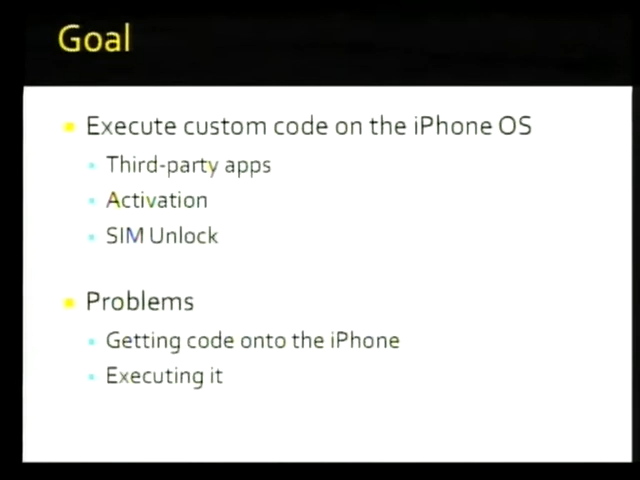 Goal
Execute custom code on the iPhone OS
Third-party apps
Activation
SIM Unlock
Problems
Getting code onto the iPhone
Executing it